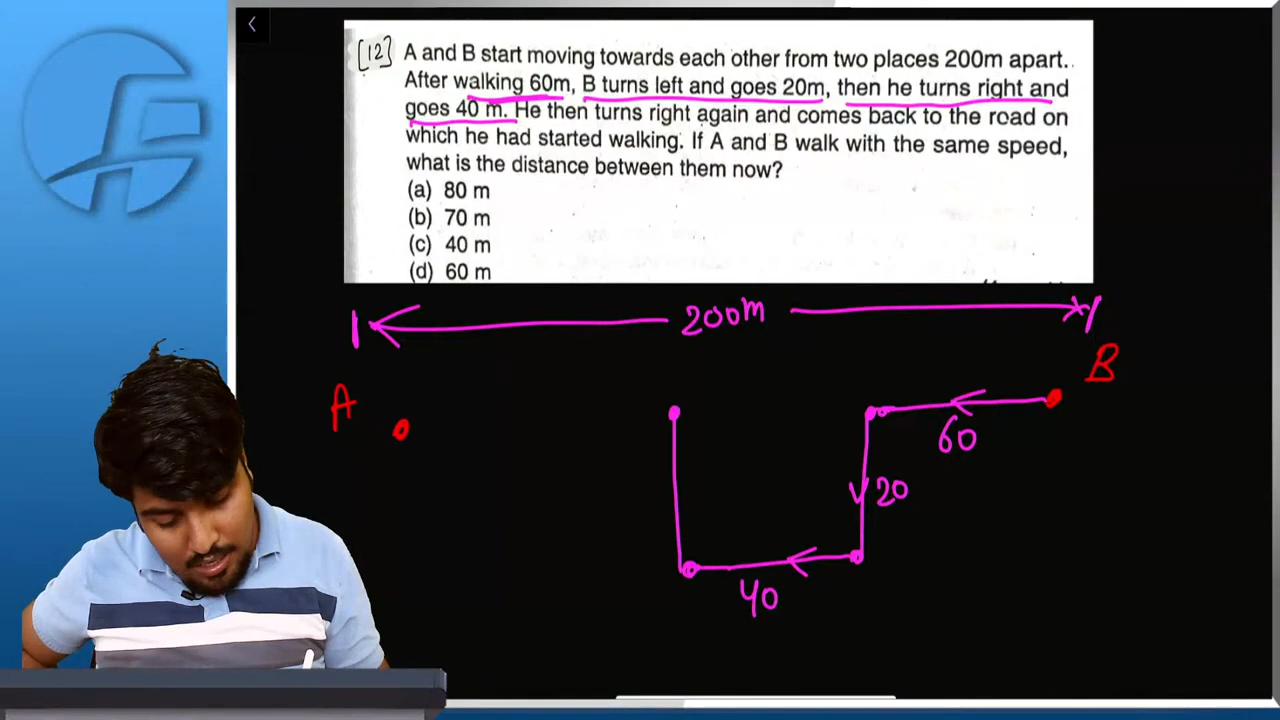 [12] A and B start moving towards each other from two places 200m apart.
After walking 60m, B turns left and goes 20m, then he turns right and
goes 40 m. He then turns right again and comes back to the road on
which he had started walking. If A and B walk with the same speed,
what is the distance between them now?
(a) 80 m
(b) 70 m
(c) 40 m
(d) 60 m
200m
B
A
60
20
40